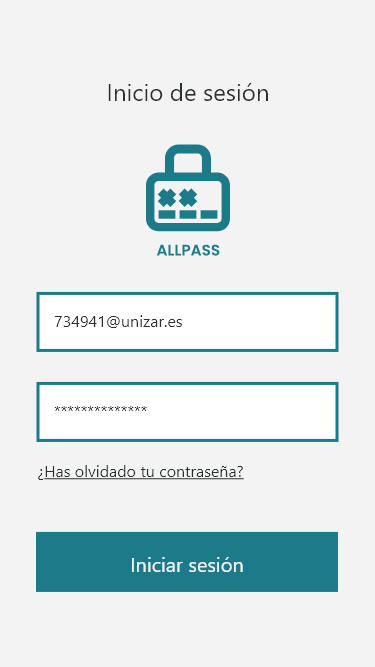 Inicio de sesión
ALLPASS
734941@unizar.es
**************
¿Has olvidado tu contraseña?
Iniciar sesión